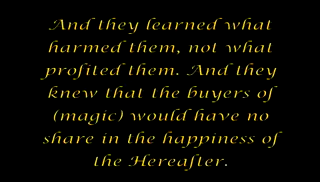 And they learned what
harmed them, not what
profited them. And they
knew that the buyers of
(magic) would have no
share in the happiness of
the Hereafter.